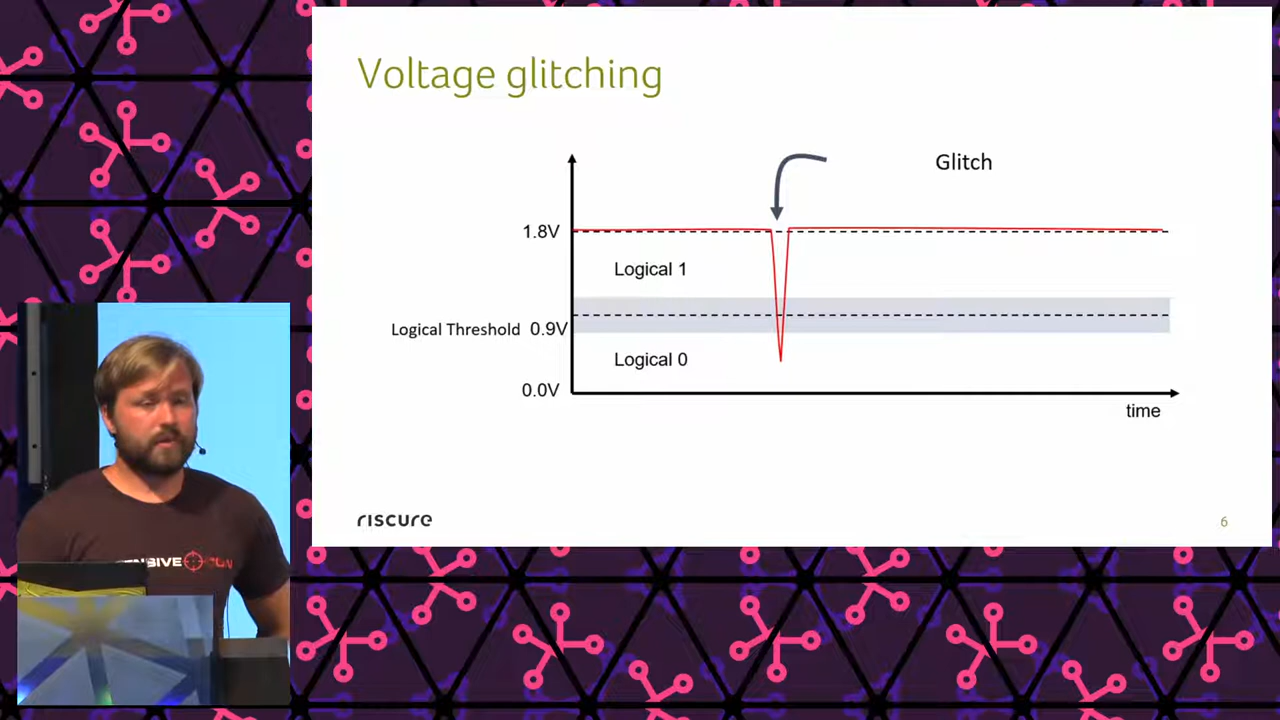 Voltage glitching
Glitch
1.8V
Logical 1
Logical Threshold 0.9V
Logical 0
0.0V
time
riscure
6